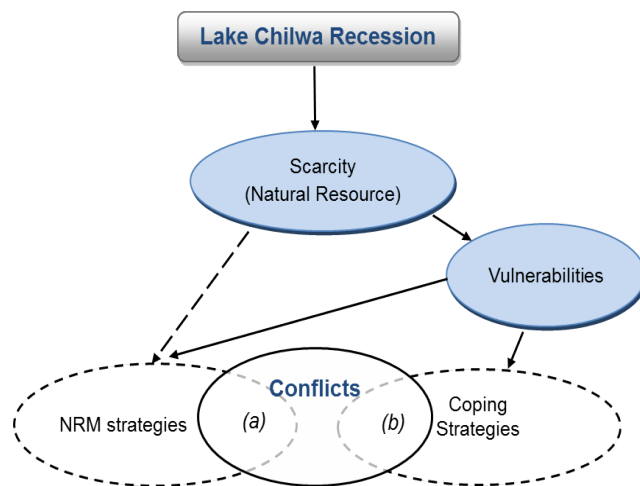 Lake Chilwa Recession
Scarcity
(Natural Resource)
Vulnerabilities
Conflicts
NRM strategies
(a)
(b)
Coping
Strategies